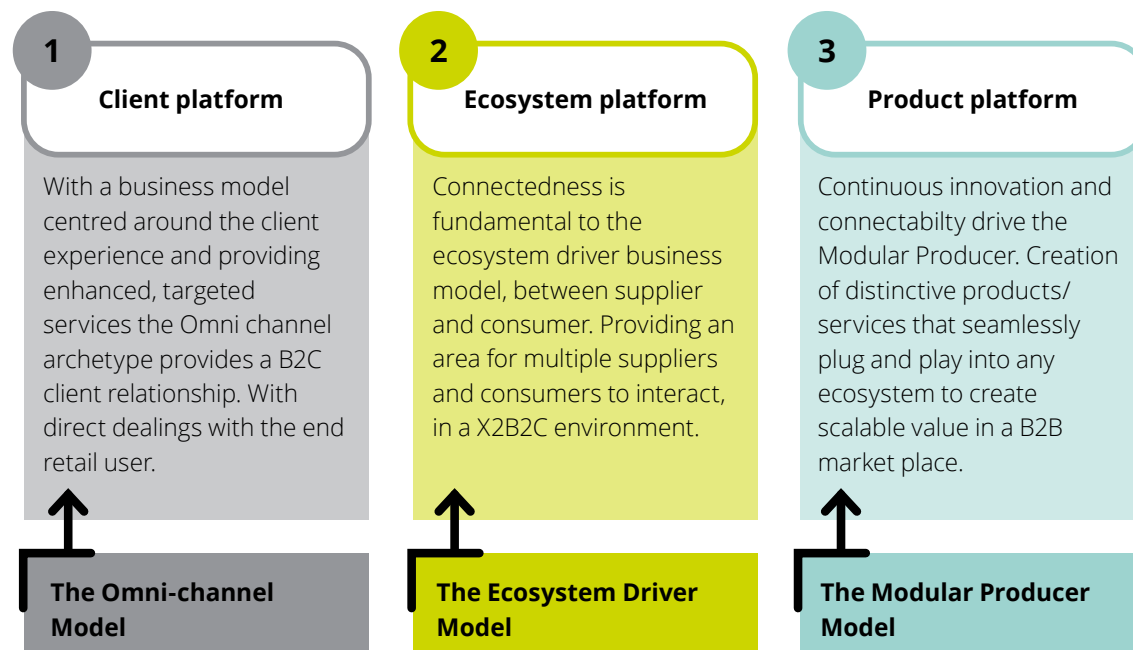 1
Client platform
With a business model
centred around the client
experience and providing
enhanced, targeted
services the Omni channel
archetype provides a B2C
client relationship. With
direct dealings with the end
retail user.
The Omni-channel
Model
2
Ecosystem platform
Connectedness is
fundamental to the
ecosystem driver business
model, between supplier
and consumer. Providing an
area for multiple suppliers
and consumers to interact,
in a X2B2C environment.
The Ecosystem Driver
Model
3
Product platform
Continuous innovation and
connectabilty drive the
Modular Producer. Creation
of distinctive products/
services that seamlessly
plug and play into any
ecosystem to create
scalable value in a B2B
market place.
The Modular Producer
Model